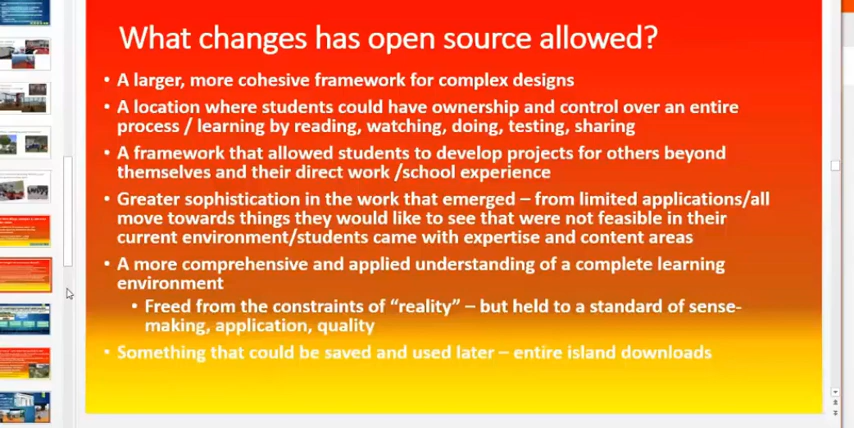 What changes has open source allowed?
• A larger, more cohesive framework for complex designs
• A location where students could have ownership and control over an entire
process / learning by reading, watching, doing, testing, sharing
• A framework that allowed students to develop projects for others beyond
themselves and their direct work /school experience
• Greater sophistication in the work that emerged – from limited applications/all
move towards things they would like to see that were not feasible in their
current environment/students came with expertise and content areas
• A more comprehensive and applied understanding of a complete learning
environment
• Freed from the constraints of “reality” – but held to a standard of sense-
making, application, quality
• Something that could be saved and used later – entire island downloads